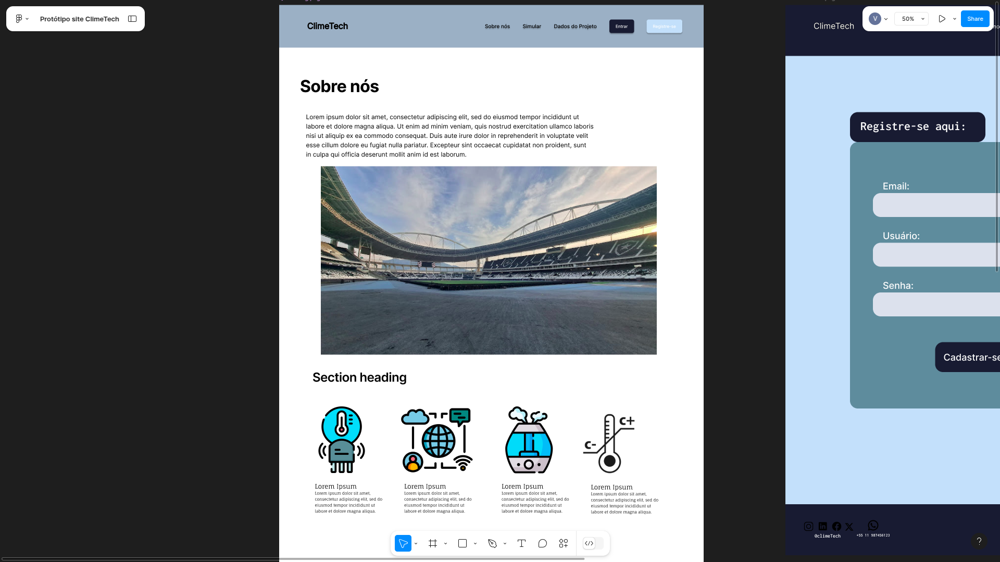 Protótipo site ClimeTech
ClimeTech
Sobre nós
Simular
Dados do Projeto
Entrar
Registre-se
Sobre nós
Lorem ipsum dolor sit amet, consectetur adipiscing elit, sed do eiusmod tempor incididunt ut
labore et dolore magna aliqua. Ut enim ad minim veniam, quis nostrud exercitation ullamco laboris
nisi ut aliquip ex ea commodo consequat. Duis aute irure dolor in reprehenderit in voluptate velit
esse cillum dolore eu fugiat nulla pariatur. Excepteur sint occaecat cupidatat non proident, sunt
in culpa qui officia deserunt mollit anim id est laborum.
Section heading
C+
C-
Lorem Ipsum
Lorem ipsum dolor sit amet,
consectetur adipiscing elit, sed do
eiusmod tempor incididunt ut
labore et dolore magna aliqua.
Lorem Ipsum
Lorem ipsum dolor sit amet,
consectetur adipiscing elit, sed do
eiusmod tempor incididunt ut
labore et dolore magna aliqua.
Lorem Ipsum
Lorem ipsum dolor sit amet,
consectetur adipiscing elit, sed do
eiusmod tempor incididunt ut
labore et dolore magna aliqua.
Lorem Ipsum
Lorem ipsum dolor sit amet,
consectetur adipiscing elit, sed do
eiusmod tempor incididunt ut
labore et dolore magna aliqua.
ClimeTech
V
50%
Share
Registre-se aqui:
Email:
Usuário:
Senha:
Cadastrar-se
@climeTech
+55 11 987456123
?